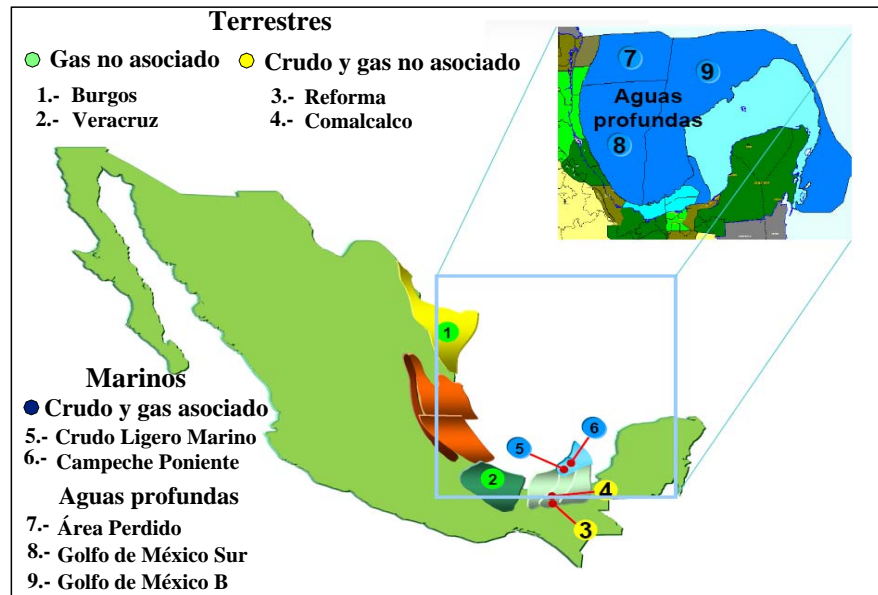 Terrestres
Gas no asociado
1.- Burgos
2.- Veracruz
Crudo y gas no asociado
3.- Reforma
4.- Comalcalco
7
9
Aguas
profundas
8
1
Marinos
Crudo y gas asociado
5.- Crudo Ligero Marino
6.- Campeche Poniente
Aguas profundas
7.- Área Perdido
8.- Golfo de México Sur
9.- Golfo de México B
6
5
2
4
3